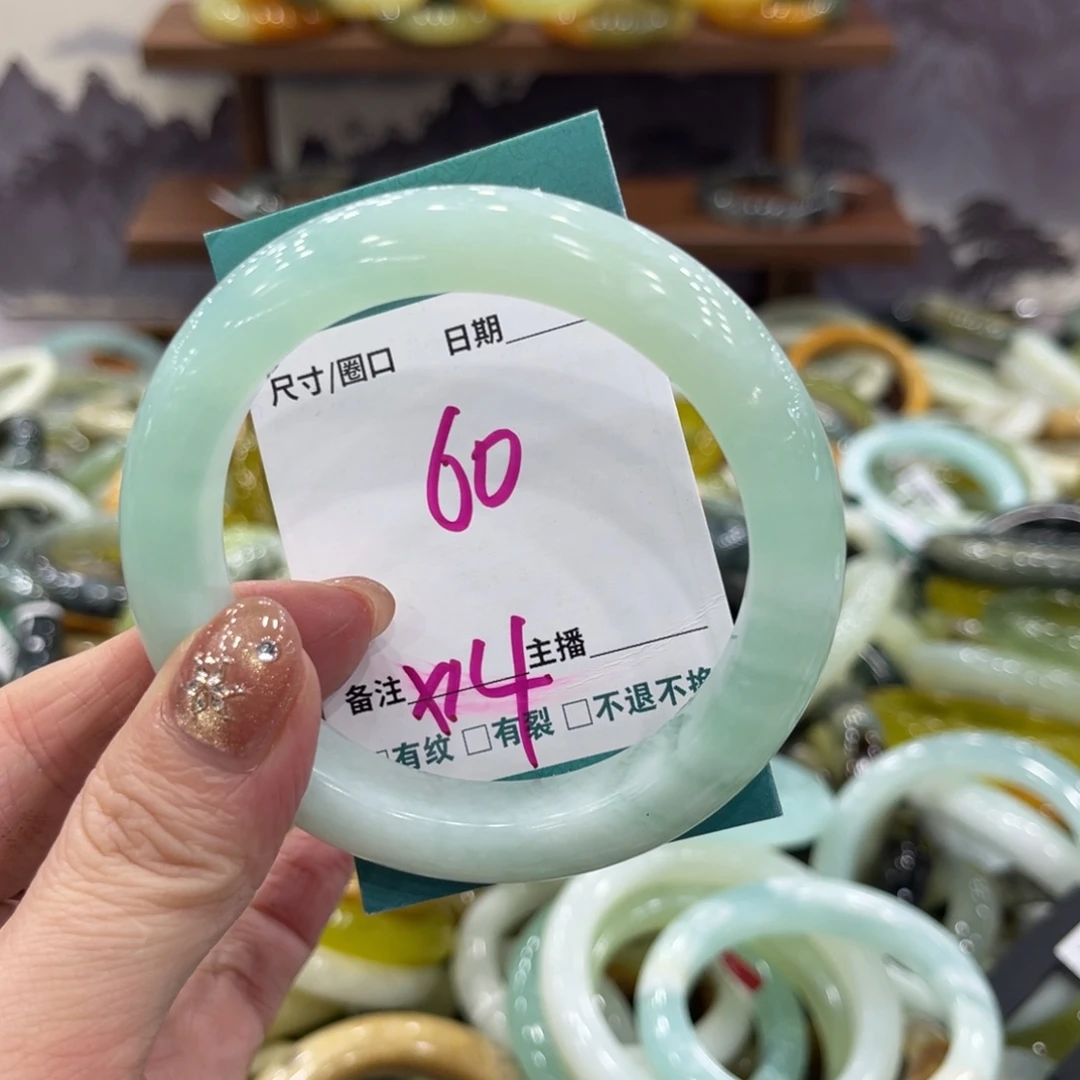 尺寸/圈口 日期
60
备注 主播
□有纹 □有裂 □不退不换